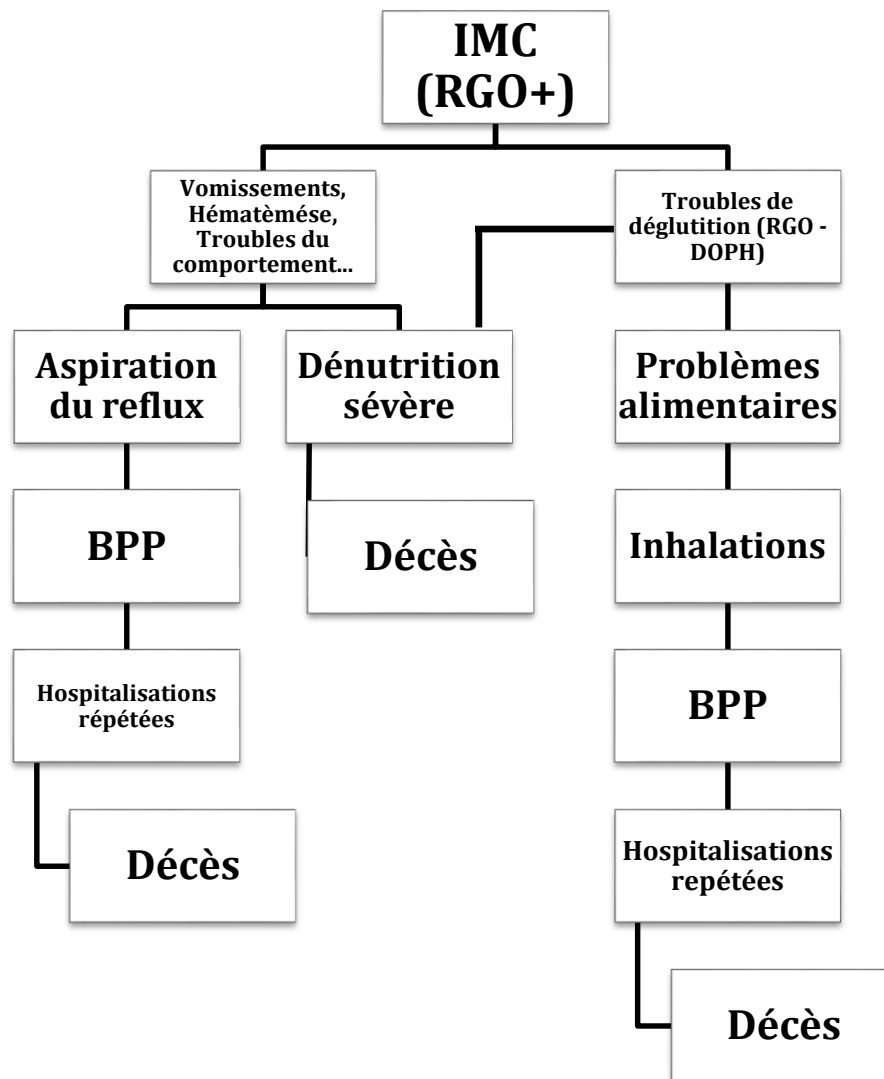 IMC
(RGO+)
Vomissements,
Hématèmése,
Troubles du
comportement...
Troubles de
déglutition (RGO -
DOPH)
Aspiration
du reflux
Dénutrition
sévère
Problèmes
alimentaires
BPP
Décès
Inhalations
Hospitalisations
répétées
BPP
Décès
Hospitalisations
repétées
Décès